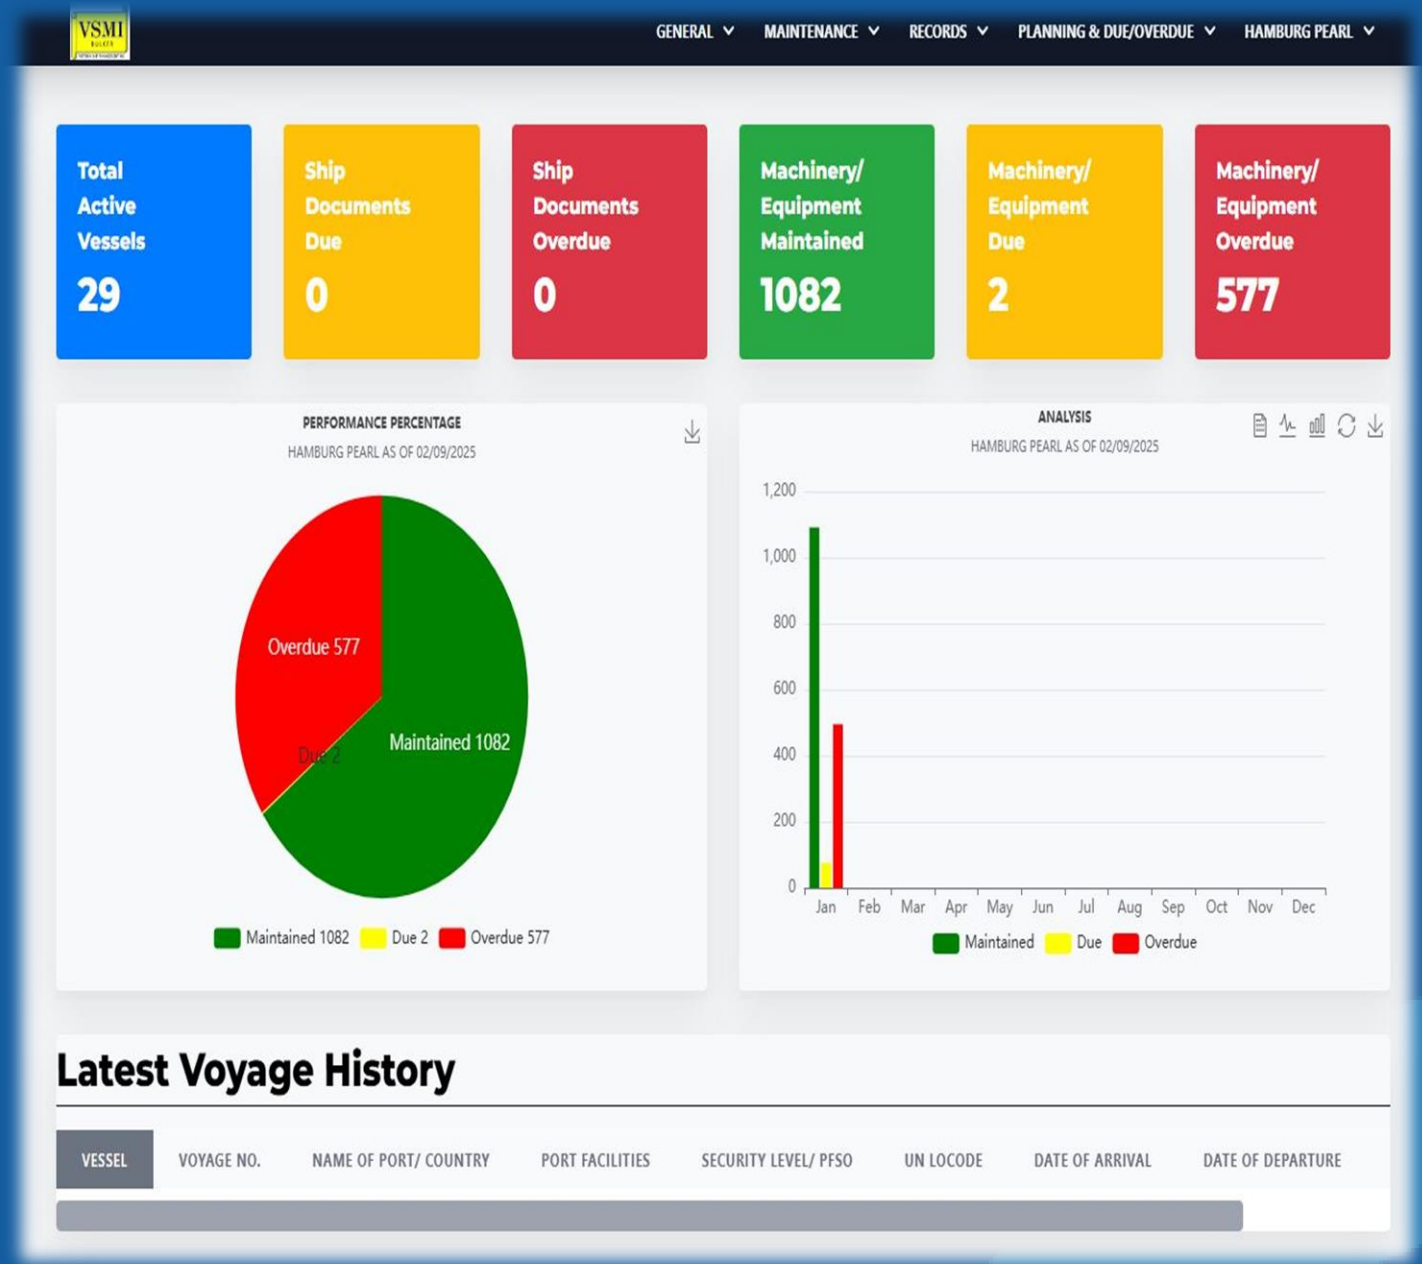 VSMI
BULKER
GENERAL
MAINTENANCE
RECORDS
PLANNING & DUE/OVERDUE
HAMBURG PEARL
Total
Active
Vessels
29
Ship
Documents
Due
0
Ship
Documents
Overdue
0
Machinery/
Equipment
Maintained
1082
Machinery/
Equipment
Due
2
Machinery/
Equipment
Overdue
577
PERFORMANCE PERCENTAGE
HAMBURG PEARL AS OF 02/09/2025
Overdue 577
Due 2
Maintained 1082
Maintained 1082 Due 2 Overdue 577
ANALYSIS
HAMBURG PEARL AS OF 02/09/2025
1,200
1,000
800
600
400
200
0
Jan Feb Mar Apr May Jun Jul Aug Sep Oct Nov Dec
Maintained Due Overdue
Latest Voyage History
VESSEL VOYAGE NO. NAME OF PORT/ COUNTRY PORT FACILITIES SECURITY LEVEL/ PFSO UN LOCODE DATE OF ARRIVAL DATE OF DEPARTURE